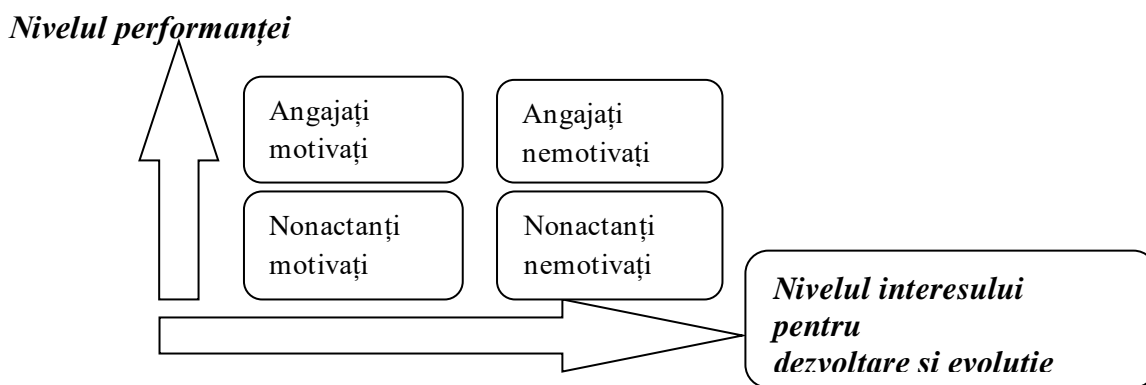 Nivelul performanței
Angajați
motivați
Angajați
nemotivați
Nonactanți
motivați
Nonactanți
nemotivați
Nivelul interesului
pentru
dezvoltare si evolutie